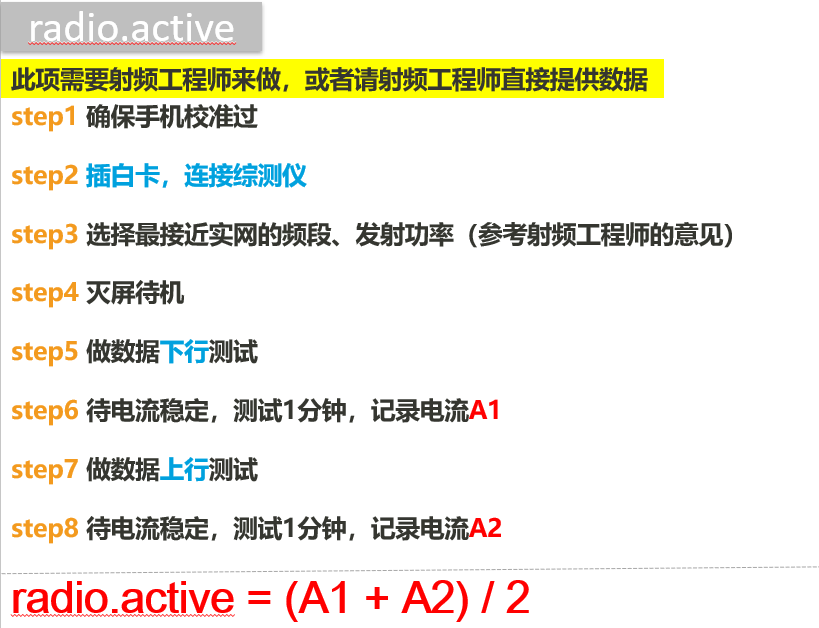 radio.active
此项需要射频工程师来做，或者请射频工程师直接提供数据
step1 确保手机校准过
step2 插白卡，连接综测仪
step3 选择最接近实网的频段、发射功率（参考射频工程师的意见）
step4 灭屏待机
step5 做数据下行测试
step6 待电流稳定，测试1分钟，记录电流A1
step7 做数据上行测试
step8 待电流稳定，测试1分钟，记录电流A2
radio.active = (A1 + A2) / 2